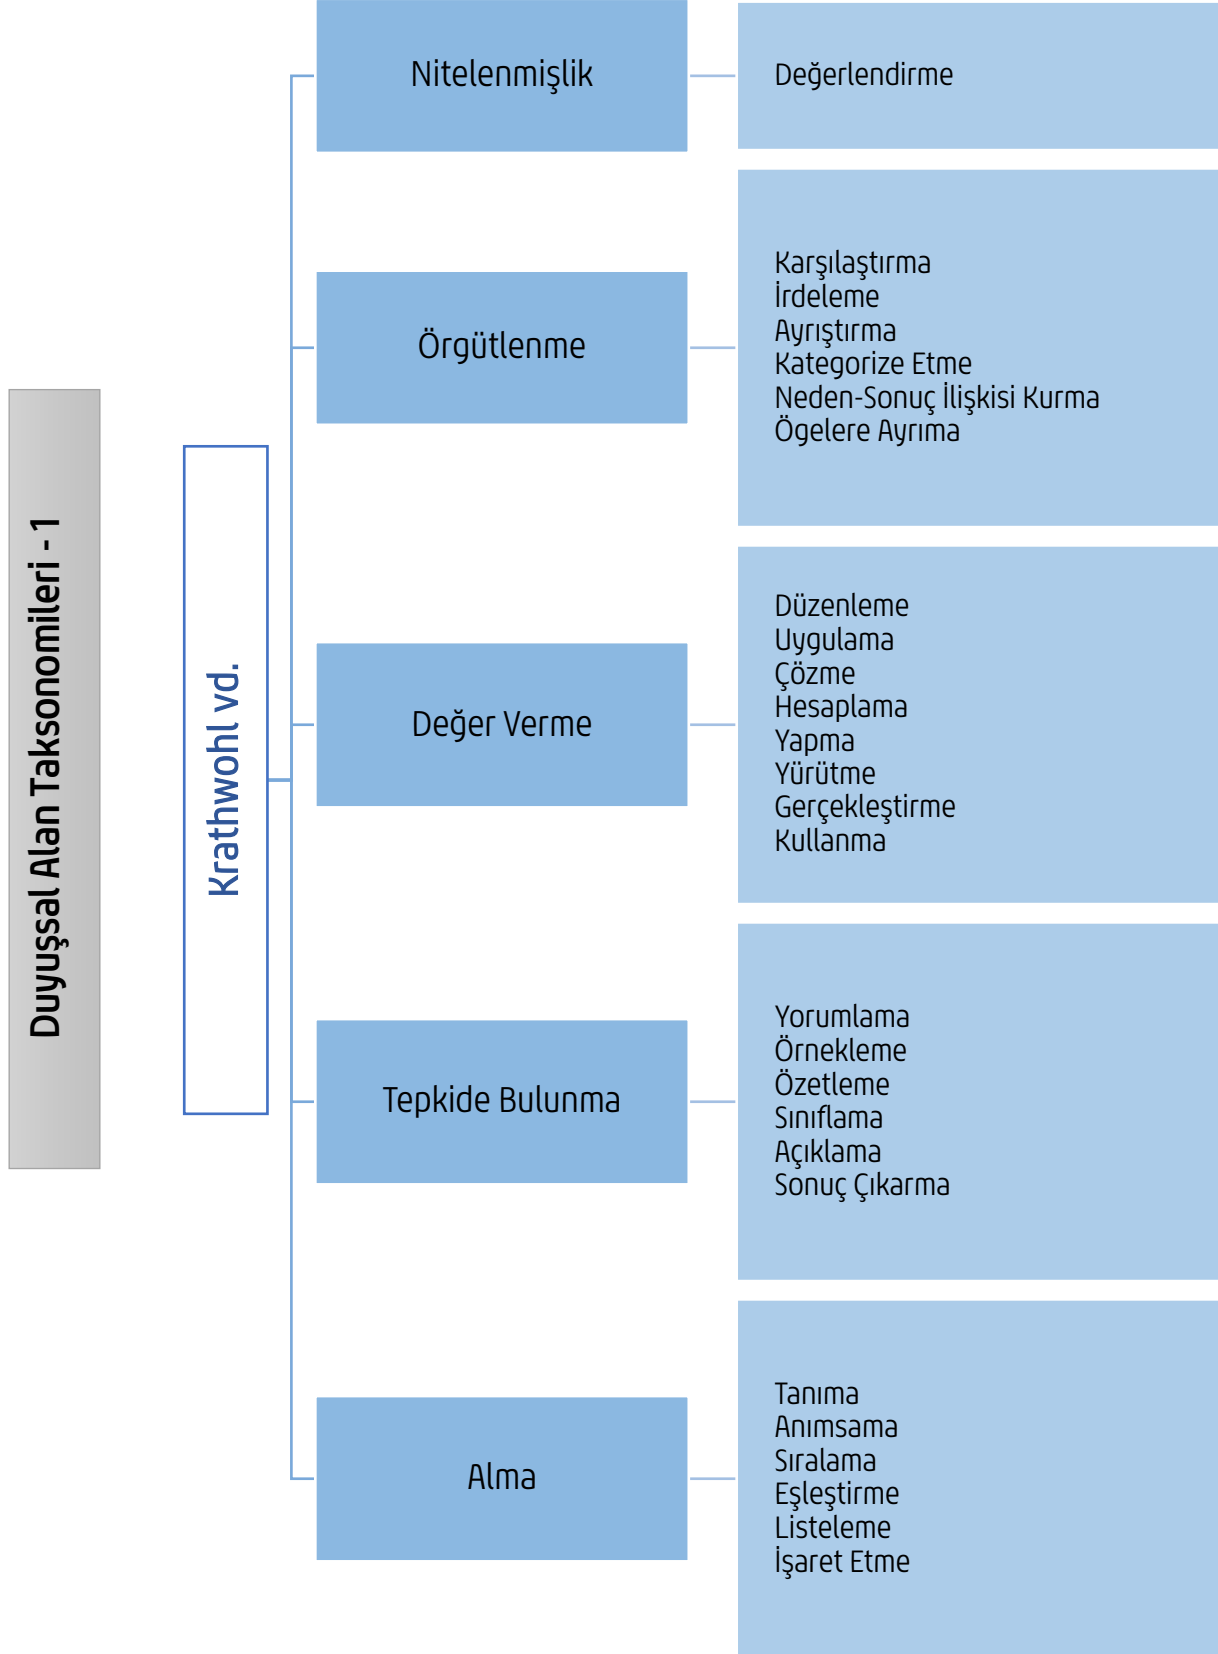 Duyuşsal Alan Taksonomileri - 1
Krathwohl vd.
Nitelenmişlik
Değerlendirme
Örgütlenme
Karşılaştırma
İrdeleme
Ayrıştırma
Kategorize Etme
Neden-Sonuç İlişkisi Kurma
Ögelere Ayrıma
Değer Verme
Düzenleme
Uygulama
Çözme
Hesaplama
Yapma
Yürütme
Gerçekleştirme
Kullanma
Tepkide Bulunma
Yorumlama
Örnekleme
Özetleme
Sınıflama
Açıklama
Sonuç Çıkarma
Alma
Tanıma
Anımsama
Sıralama
Eşleştirme
Listeleme
İşaret Etme